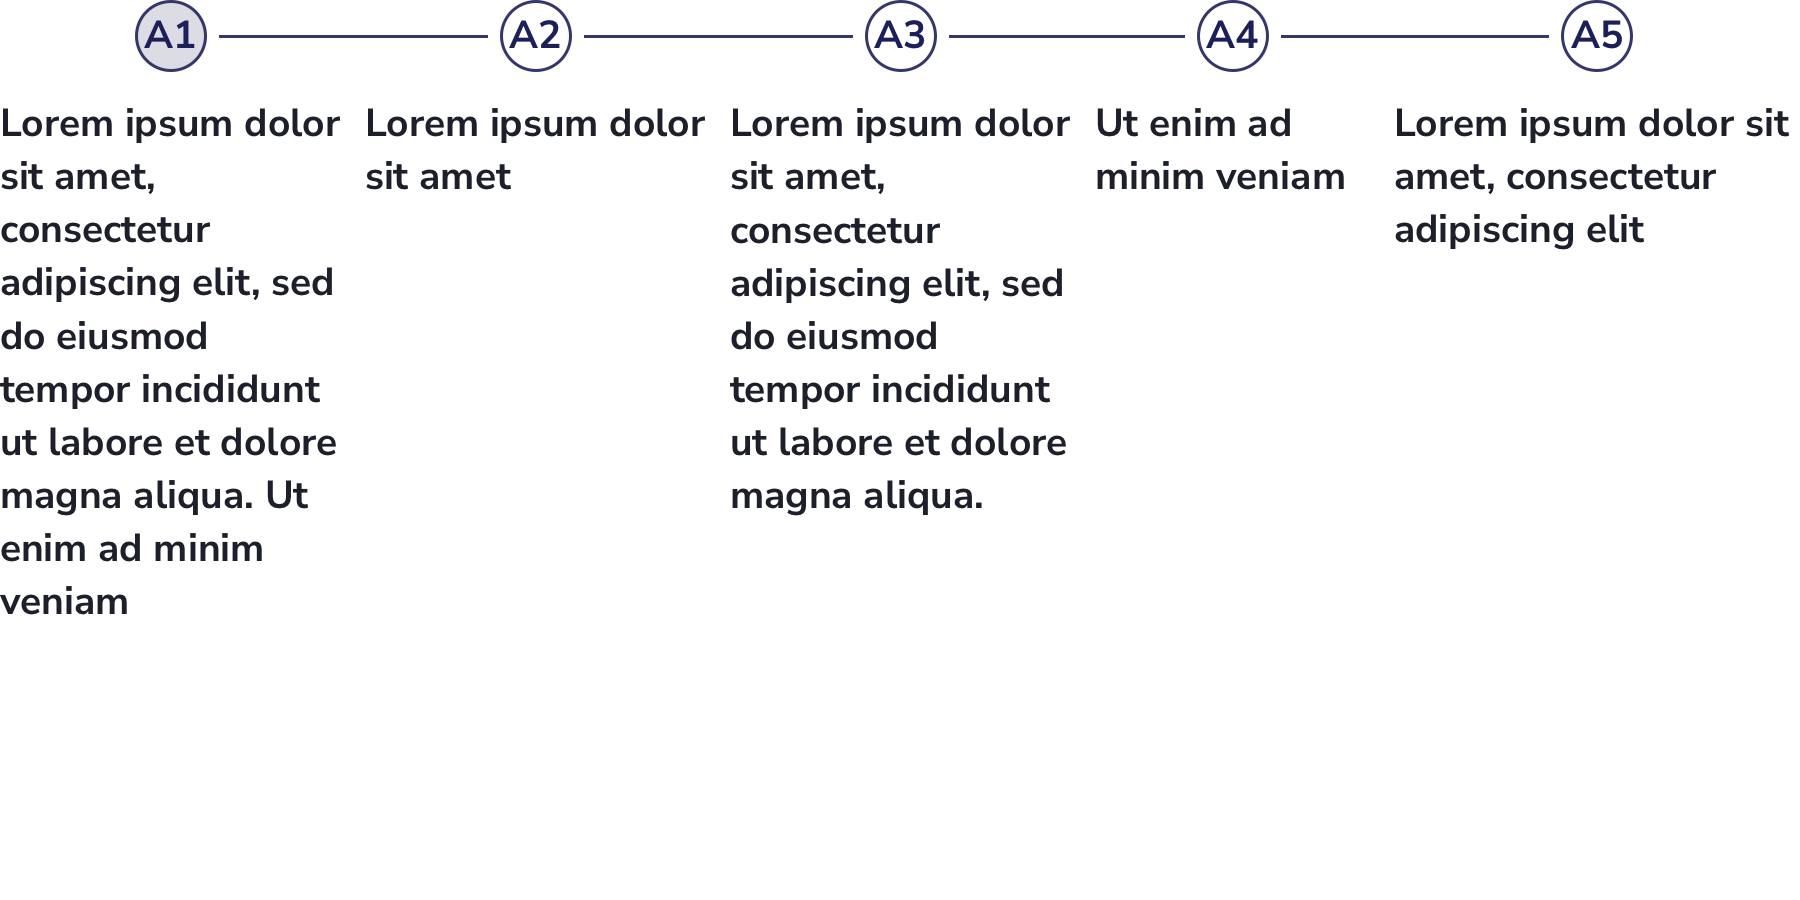 A1
A2
A3
A4
A5
Lorem ipsum dolor
sit amet,
consectetur
adipiscing elit, sed
do eiusmod
tempor incididunt
ut labore et dolore
magna aliqua. Ut
enim ad minim
veniam
Lorem ipsum dolor
sit amet
Lorem ipsum dolor
sit amet,
consectetur
adipiscing elit, sed
do eiusmod
tempor incididunt
ut labore et dolore
magna aliqua.
Ut enim ad
minim veniam
Lorem ipsum dolor sit
amet, consectetur
adipiscing elit